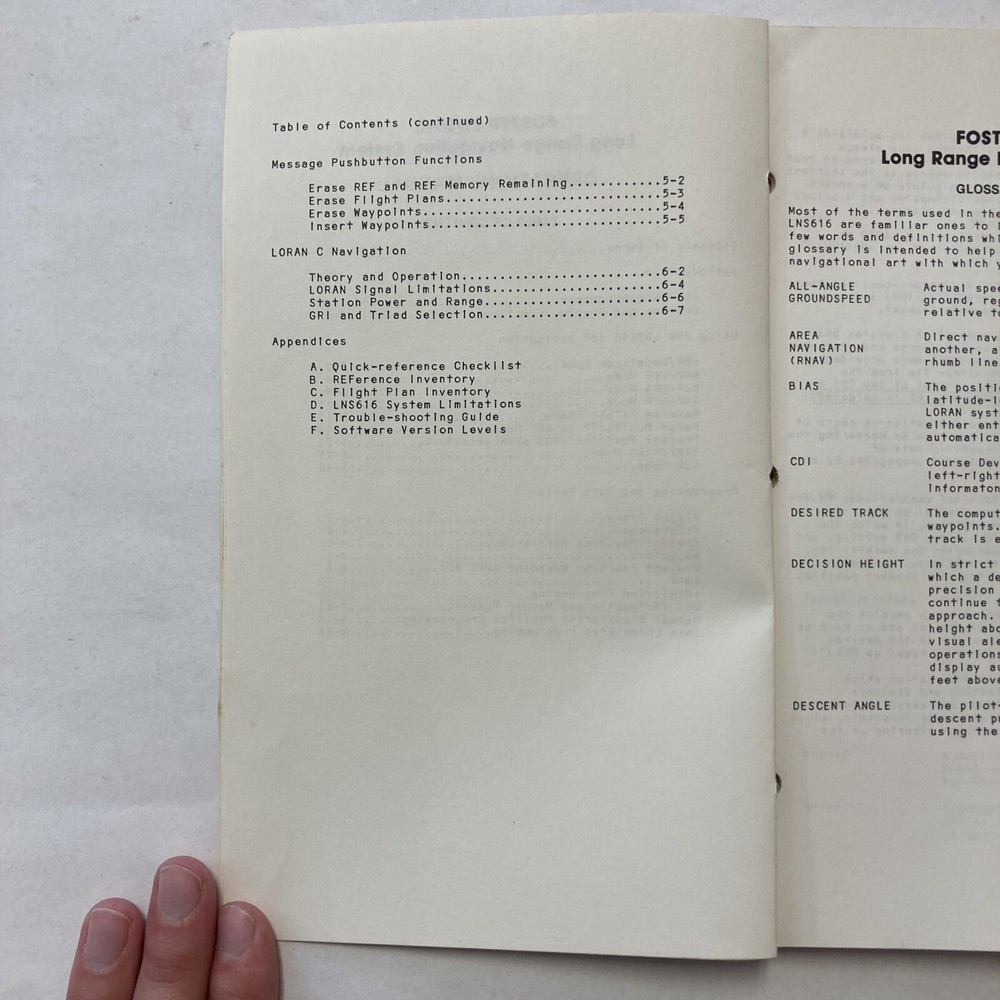 Table of Contents (continued)
Message Pushbutton Functions
Erase REF and REF Memory Remaining............5-2
Erase Flight Plans............................5-3
Erase Waypoints...............................5-4
Insert Waypoints..............................5-5
LORAN C Navigation
Theory and Operation..........................6-2
LORAN Signal Limitations......................6-4
Station Power and Range.......................6-6
GRI and Triad Selection.......................6-7
Appendices
A. Quick-reference Checklist
B. REFerence Inventory
C. Flight Plan Inventory
D. LNS616 System Limitations
E. Trouble-shooting Guide
F. Software Version Levels
FOST
Long Range
GLOSS
Most of the terms used in the
LNS616 are familiar ones to
few words and definitions whi
glossary is intended to help
navigational art with which y
ALL-ANGLE Actual spee
GROUNDSPEED ground, reg
relative to
AREA Direct nav
NAVIGATION another, a
(RNAV) rhumb line
BIAS The positio
latitude-lo
LORAN syst
either ent
automatica
CDI Course Dev
left-right
Informaton
DESIRED TRACK The comput
waypoints.
track is e
DECISION HEIGHT In strict
which a de
precision
continue t
approach.
height abo
visual ale
operations
display au
feet above
DESCENT ANGLE The pilot-
descent pr
using the